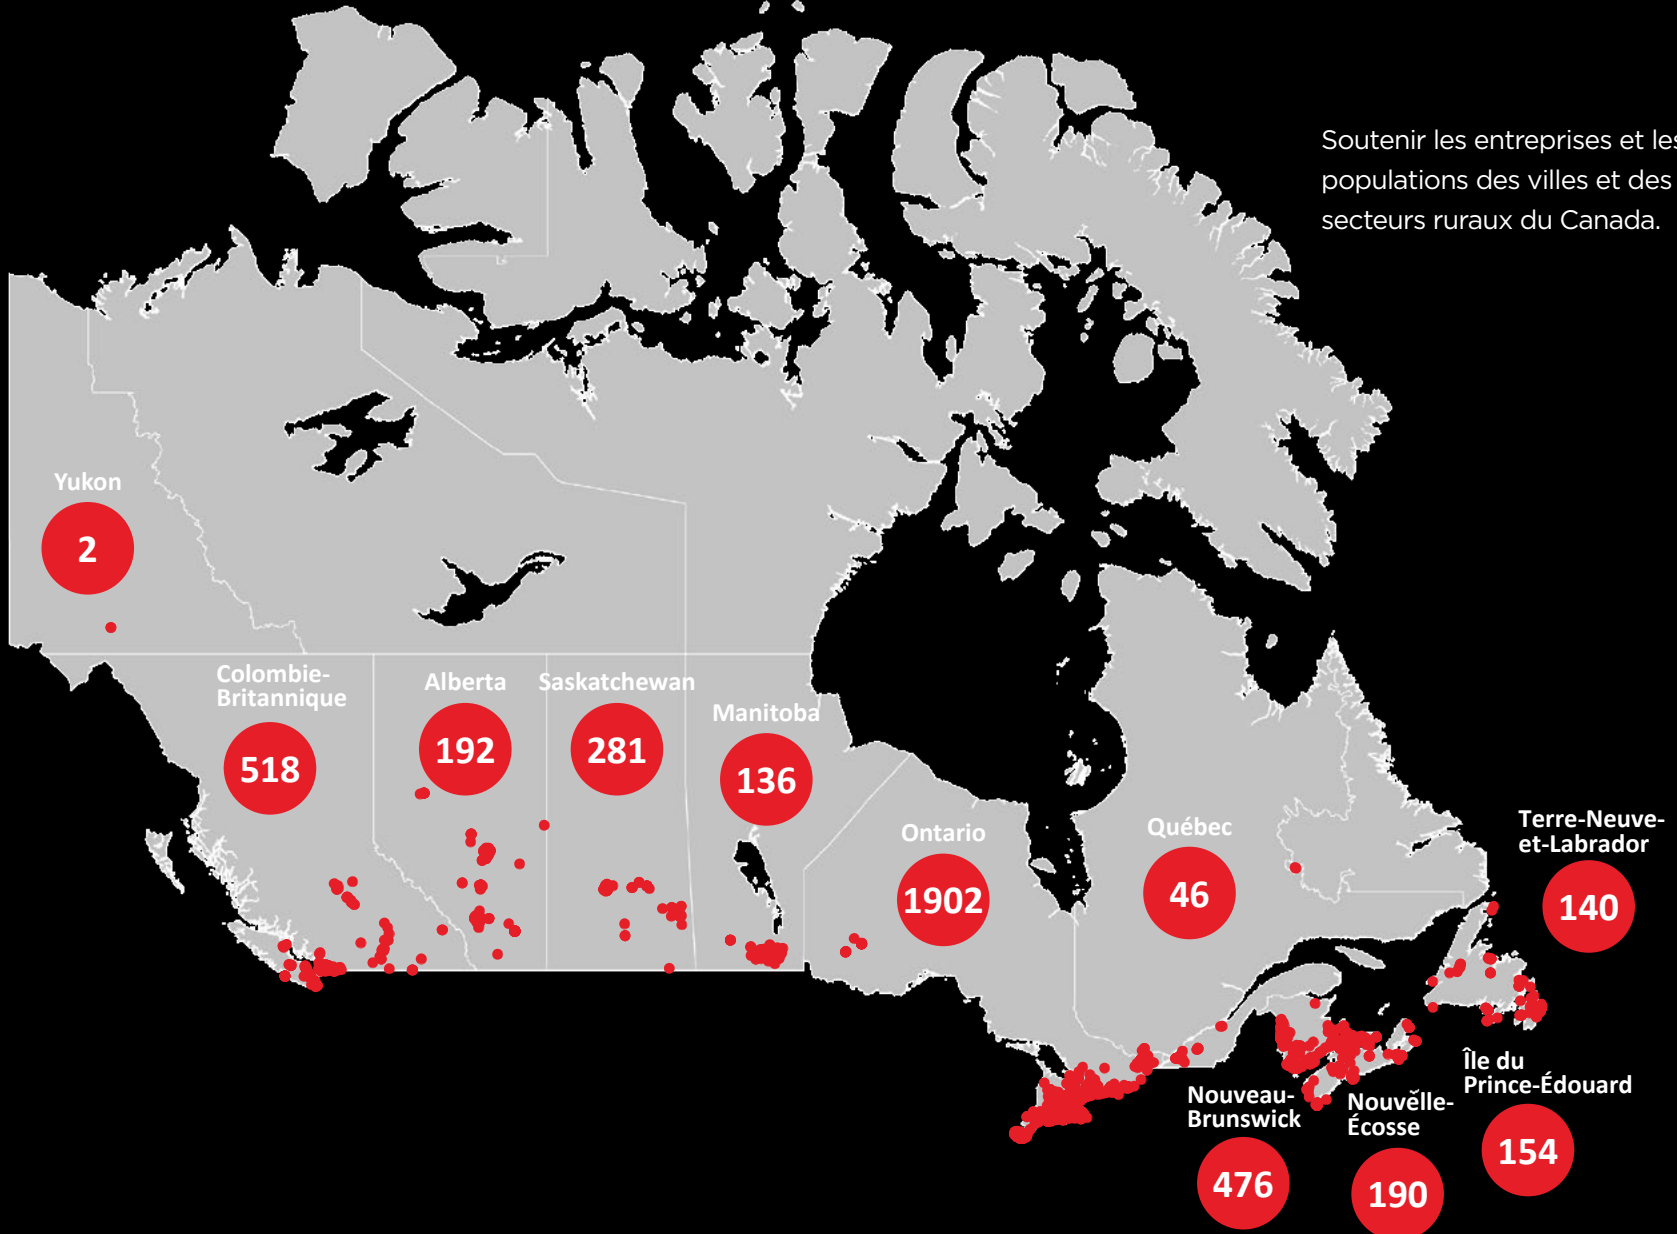 Soutenir les entreprises et les
populations des villes et des
secteurs ruraux du Canada.
Yukon
2
Colombie-
Britannique
518
Alberta
192
Saskatchewan
281
Manitoba
136
Ontario
1902
Québec
46
Terre-Neuve-
et-Labrador
140
Île du
Prince-Édouard
154
Nouveau-
Brunswick
476
Nouvelle-
Écosse
190